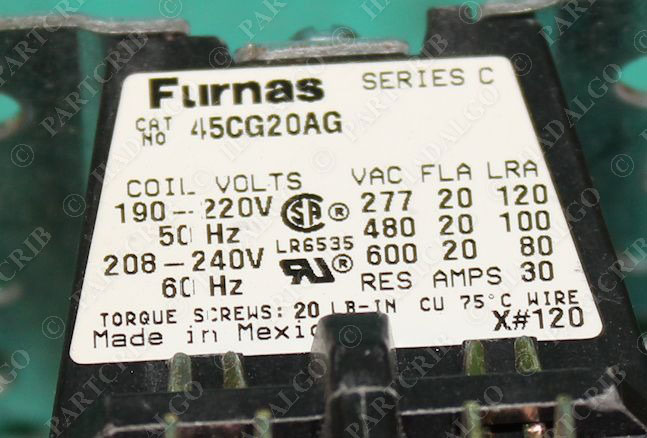 Furnas SERIES C
CAT NO 45CG20AG
COIL VOLTS VAC FLA LRA
190-220V 277 20 120
50 Hz 480 20 100
LR6535
208-240V 600 20 80
60 Hz RES AMPS 30
TORQUE SCREWS: 20 LB-IN CU 75°C WIRE
Made in Mexico X#120
PARTCRIB
HADALGO